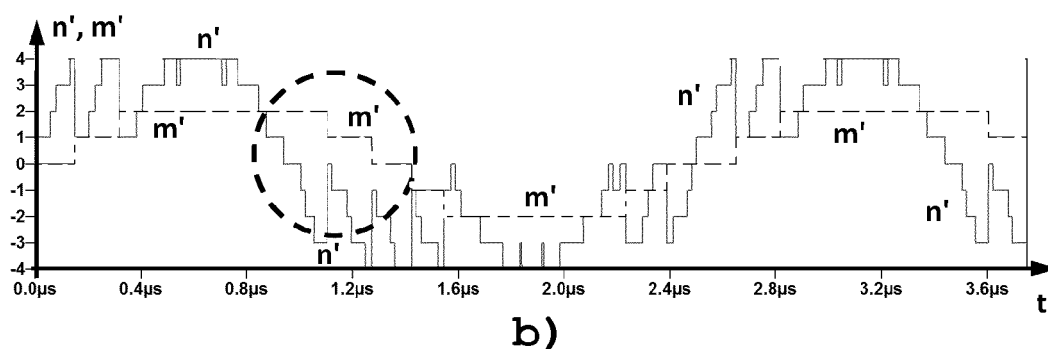 n', m'
n'
4
3
2
1
0
-1
-2
-3
-4
m'
m'
n'
m'
n'
m'
n'
0.0µs
0.4µs
0.8µs
1.2µs
1.6µs
2.0µs
2.4µs
2.8µs
3.2µs
3.6µs
t
b)